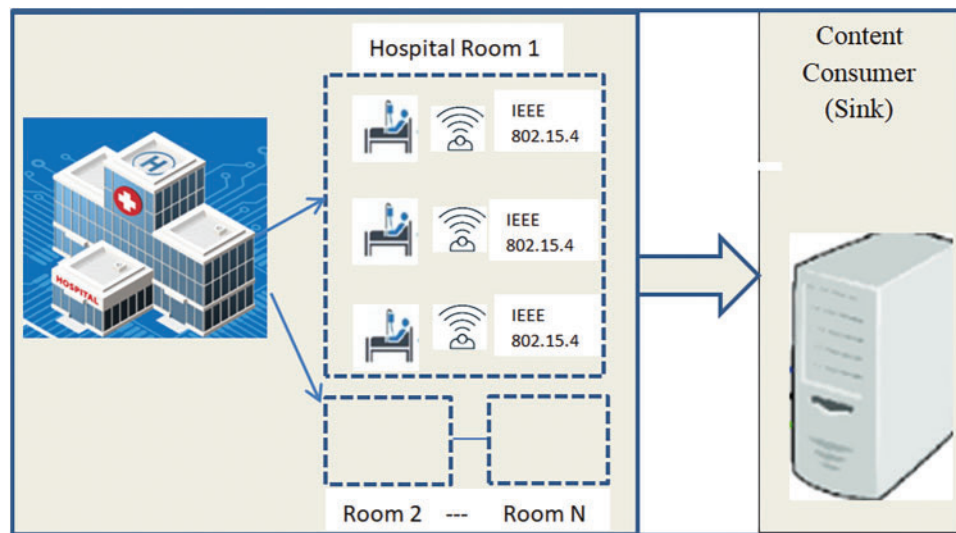 Hospital Room 1
IEEE
802.15.4
IEEE
802.15.4
IEEE
802.15.4
H
HOSPITAL
Room 2 --- Room N
Content
Consumer
(Sink)